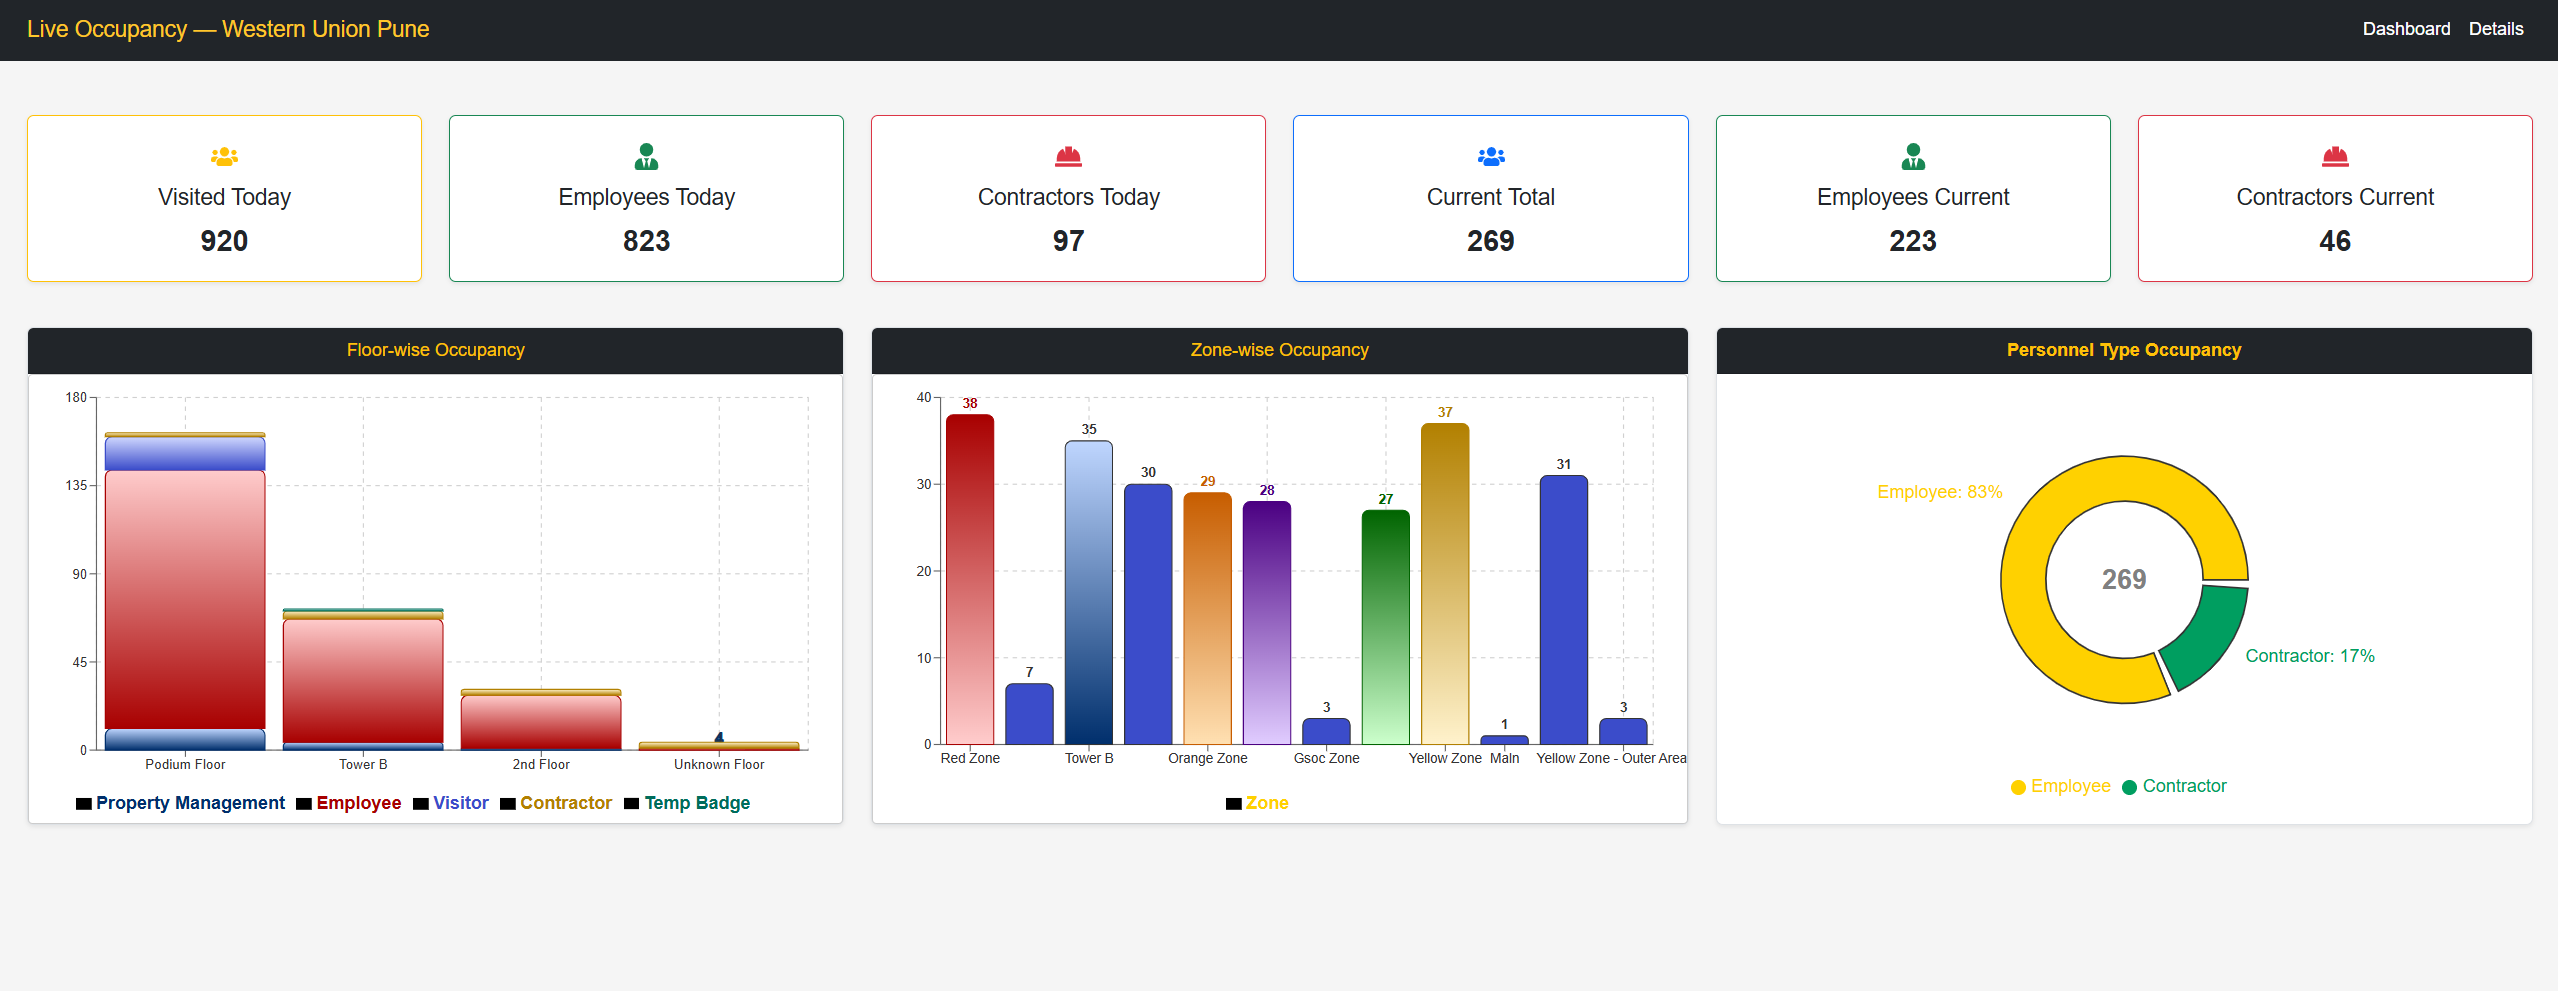 Live Occupancy — Western Union Pune
Dashboard Details
Visited Today
920
Employees Today
823
Contractors Today
97
Current Total
269
Employees Current
223
Contractors Current
46
Floor-wise Occupancy
180
135
90
45
0
4
Podium Floor Tower B 2nd Floor Unknown Floor
Property Management Employee Visitor Contractor Temp Badge
Zone-wise Occupancy
40
30
20
10
0
38 7 35 30 29 28 3 27 37 1 31 3
Red Zone Tower B Orange Zone Gsoc Zone Yellow Zone Main Yellow Zone - Outer Area
Zone
Personnel Type Occupancy
Employee: 83%
269
Contractor: 17%
Employee Contractor